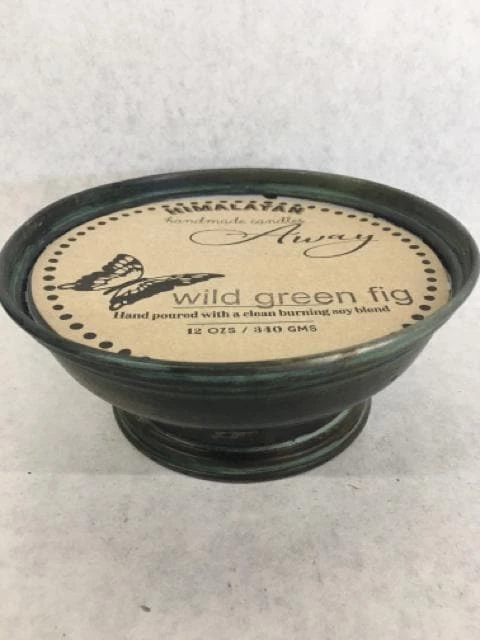 HIMALAYAN
handmade candles
Away
wild green fig
Hand poured with a clean burning soy blend
12 OZS / 340 GMS